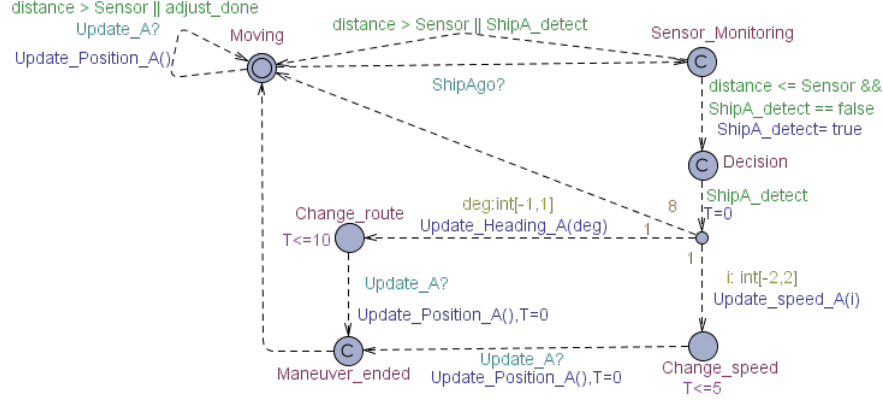 distance > Sensor || adjust_done
Update_A?
Moving
distance > Sensor || ShipA_detect
Sensor_Monitoring
Update_Position_A()
ShipAgo?
C
distance <= Sensor &&
ShipA_detect == false
ShipA_detect= true
C
Decision
ShipA_detect
T=0
deg:int[-1,1]
8
Change_route
Update_Heading_A(deg)
1
T<=10
1
i: int[-2,2]
Update_A?
Update_speed_A(i)
Update_Position_A(),T=0
C
Update_A?
Maneuver_ended
Update_Position_A(),T=0
Change_speed
T<=5